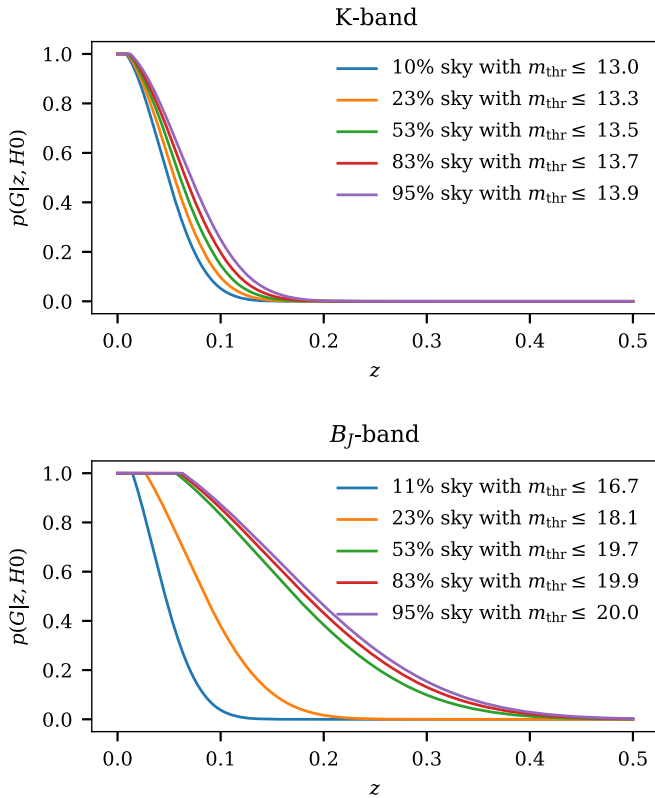 K-band
1.0
0.8
0.6
0.4
0.2
0.0
p(G|z, H0)
10% sky with m_thr ≤ 13.0
23% sky with m_thr ≤ 13.3
53% sky with m_thr ≤ 13.5
83% sky with m_thr ≤ 13.7
95% sky with m_thr ≤ 13.9
0.0 0.1 0.2 0.3 0.4 0.5
z
B_J-band
1.0
0.8
0.6
0.4
0.2
0.0
p(G|z, H0)
11% sky with m_thr ≤ 16.7
23% sky with m_thr ≤ 18.1
53% sky with m_thr ≤ 19.7
83% sky with m_thr ≤ 19.9
95% sky with m_thr ≤ 20.0
0.0 0.1 0.2 0.3 0.4 0.5
z